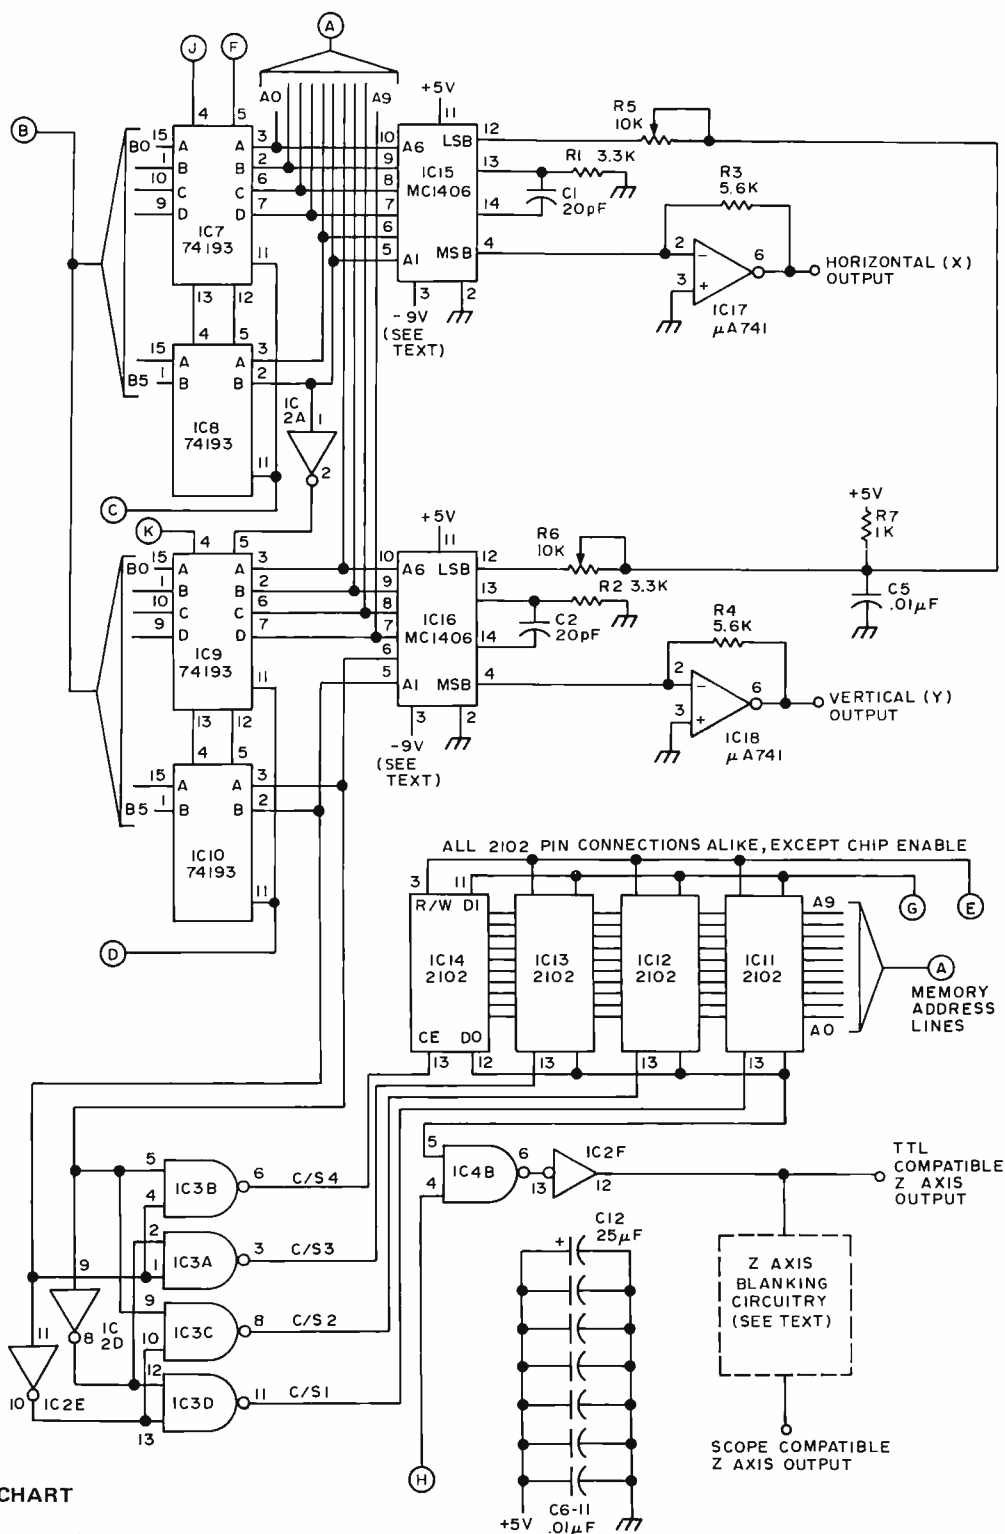 J F A
A0 A9
+5V
11
R5
10K
B
4 5
B0 15 A A 3
1 B B 2
10 C C 6
9 D D 7
IC7
74193
11
13 12
10 A6 LSB 12
9 13
8 14
7
6
5 A1 MSB 4
IC15
MC1406
3 2
-9V
(SEE
TEXT)
R1 3.3K
C1
20pF
R3
5.6K
2 −
3 +
6
IC17
μA741
HORIZONTAL (X)
OUTPUT
4 5
15 A A 3
B5 1 B B 2
IC8
74193
11
IC
2A 1
2
C
K
4 5
B0 15 A A 3
1 B B 2
10 C C 6
9 D D 7
IC9
74193
11
13 12
+5V
11
10 A6 LSB 12
9 13
8 14
7
6
5 A1 MSB 4
IC16
MC1406
3 2
-9V
(SEE
TEXT)
R6
10K
R2 3.3K
C2
20pF
+5V
R7
1K
C5
.01μF
R4
5.6K
2 −
3 +
6
IC18
μA741
VERTICAL (Y)
OUTPUT
4 5
15 A A 3
B5 1 B B 2
IC10
74193
11
D
ALL 2102 PIN CONNECTIONS ALIKE, EXCEPT CHIP ENABLE
3 11
R/W DI
IC14
2102
CE DO
13 12
IC13
2102
13
IC12
2102
13
IC11
2102
13
G E
A9
A0
A
MEMORY
ADDRESS
LINES
5
4
IC3B
6 C/S4
2
1
IC3A
3 C/S3
9
10
IC3C
8 C/S2
12
13
IC3D
11 C/S1
9
IC
2D
8
11
10 IC2E
5
4
IC4B
6
13
IC2F
12
TTL
COMPATIBLE
Z AXIS
OUTPUT
Z AXIS
BLANKING
CIRCUITRY
(SEE TEXT)
SCOPE COMPATIBLE
Z AXIS OUTPUT
C12
25μF
+
H
C6-11
.01μF
+5V
CHART